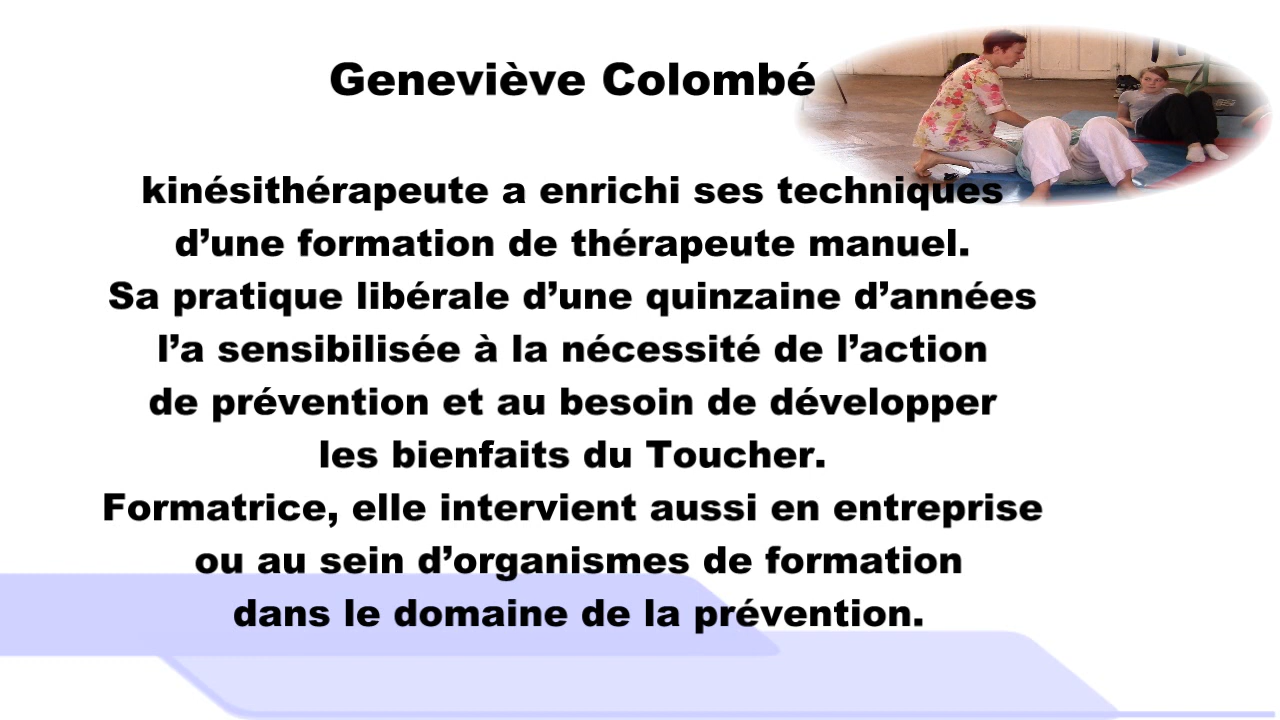 Geneviève Colombé
kinésithérapeute a enrichi ses techniques
d’une formation de thérapeute manuel.
Sa pratique libérale d’une quinzaine d’années
l’a sensibilisée à la nécessité de l’action
de prévention et au besoin de développer
les bienfaits du Toucher.
Formatrice, elle intervient aussi en entreprise
ou au sein d’organismes de formation
dans le domaine de la prévention.